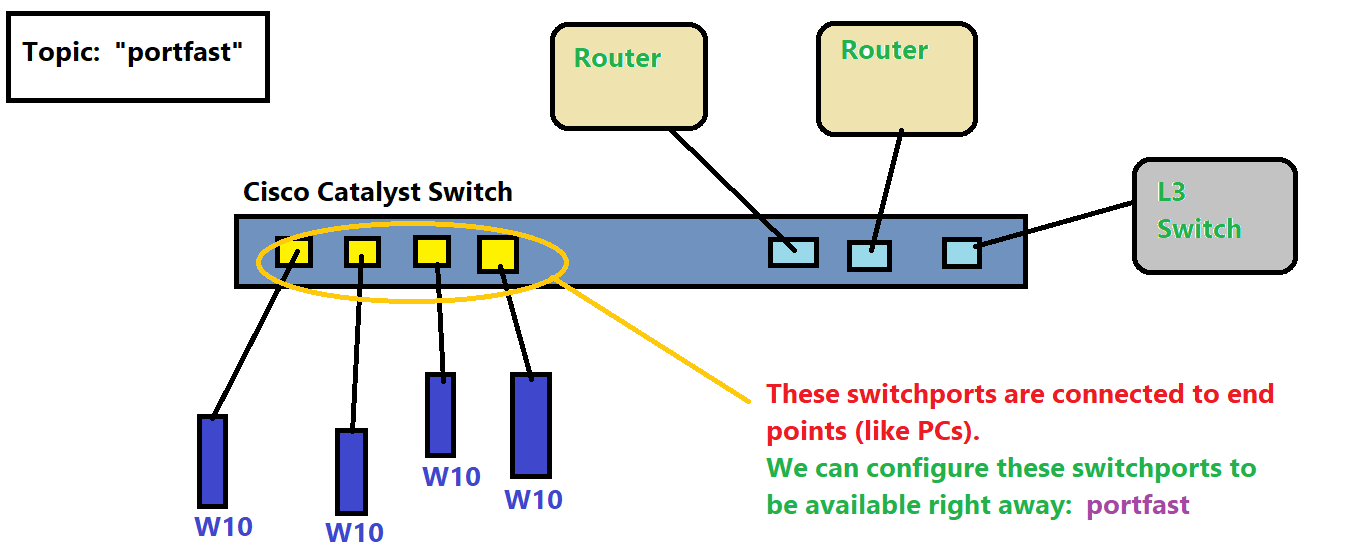 Topic:  "portfast"
Router
Router
Cisco Catalyst Switch
L3
Switch
These switchports are connected to end
points (like PCs).
We can configure these switchports to
be available right away:  portfast
W10
W10
W10
W10